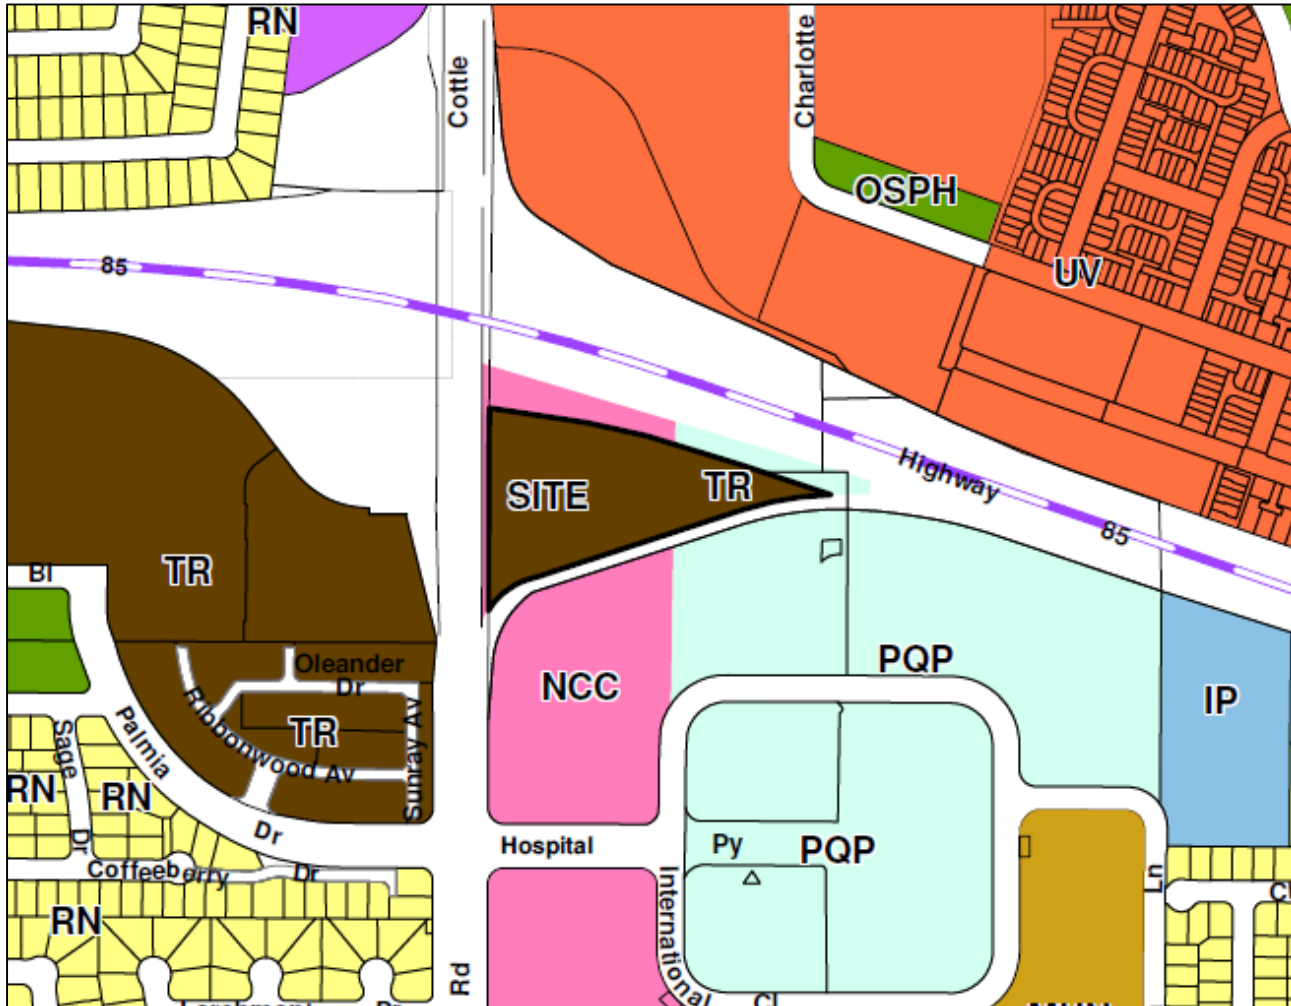 RN
Cottle
Charlotte
OSPH
85
UV
Highway
85
SITE
TR
TR
Bl
Oleander
Dr
NCC
PQP
IP
Ribbonwood Av
TR
Sunray Av
Sage
Dr
Palmia
Dr
RN
RN
Hospital
Py
PQP
Coffeeberry
Dr
International
Ln
RN
Rd
Cl